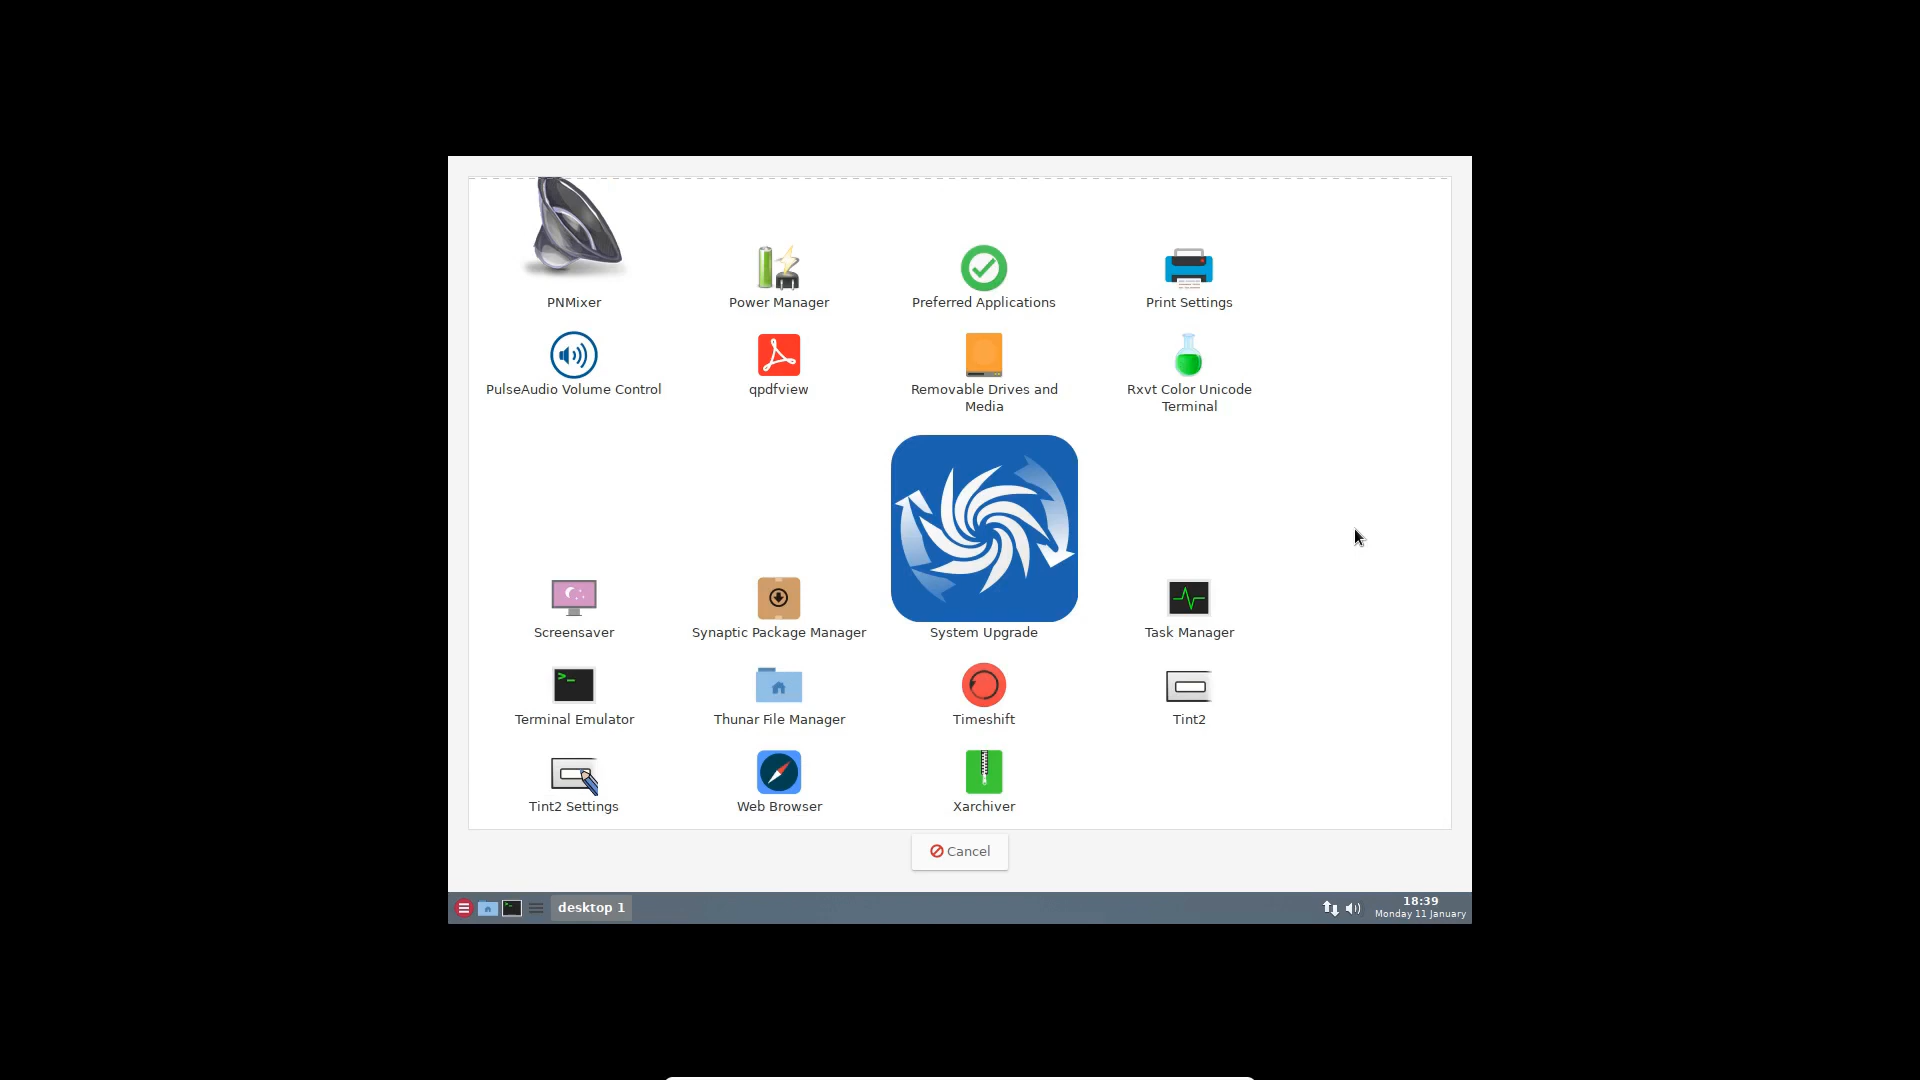 PNMixer
Power Manager
Preferred Applications
Print Settings
PulseAudio Volume Control
qpdfview
Removable Drives and
Media
Rxvt Color Unicode
Terminal
Screensaver
Synaptic Package Manager
System Upgrade
Task Manager
>_
Terminal Emulator
Thunar File Manager
Timeshift
Tint2
Tint2 Settings
Web Browser
Xarchiver
Cancel
desktop 1
18:39
Monday 11 January